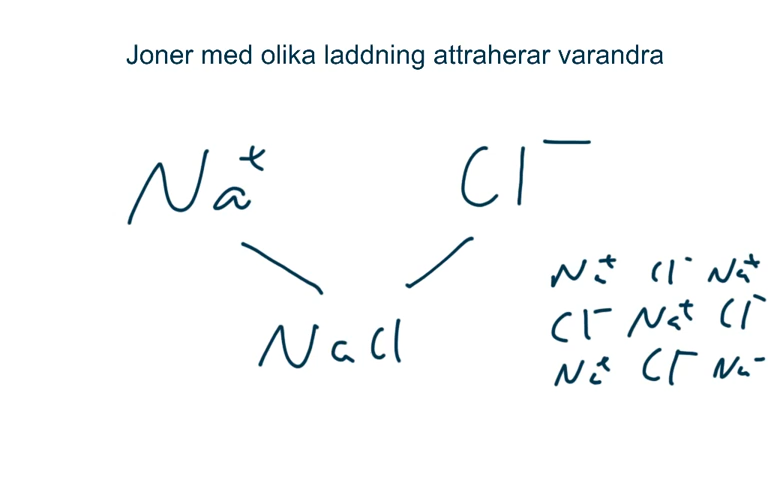 Joner med olika laddning attraherar varandra
Na⁺ Cl⁻
NaCl
Na⁺ Cl⁻ Na⁺
Cl⁻ Na⁺ Cl⁻
Na⁺ Cl⁻ Na⁻